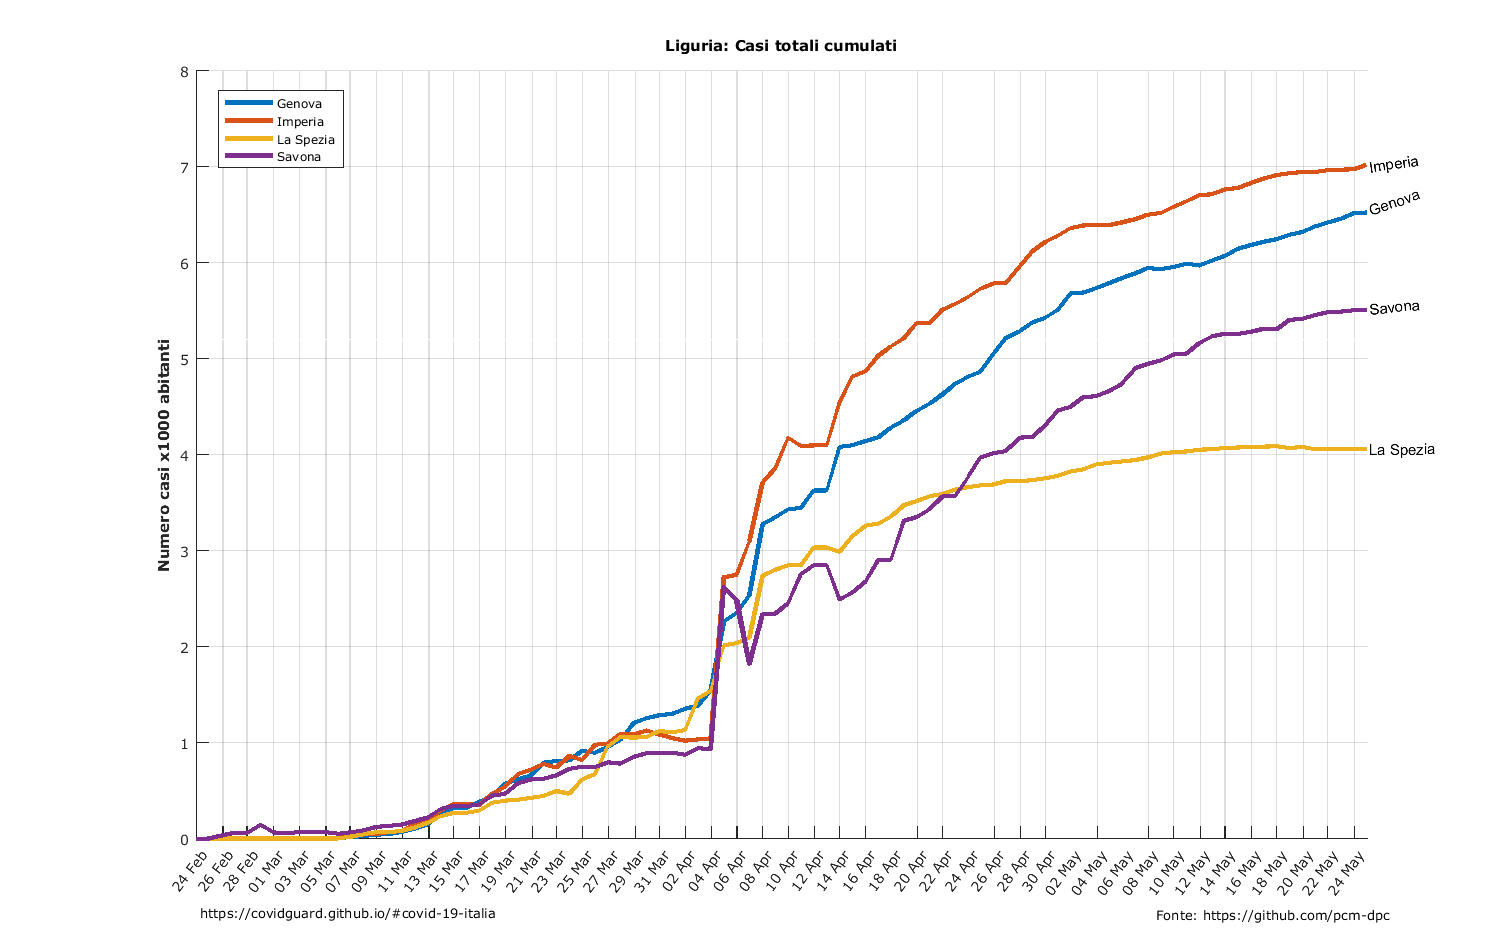 Liguria: Casi totali cumulati
Numero casi x1000 abitanti
8
7
6
5
4
3
2
1
0
Genova
Imperia
La Spezia
Savona
Imperia
Genova
Savona
La Spezia
24 Feb
26 Feb
28 Feb
01 Mar
03 Mar
05 Mar
07 Mar
09 Mar
11 Mar
13 Mar
15 Mar
17 Mar
19 Mar
21 Mar
23 Mar
25 Mar
27 Mar
29 Mar
31 Mar
02 Apr
04 Apr
06 Apr
08 Apr
10 Apr
12 Apr
14 Apr
16 Apr
18 Apr
20 Apr
22 Apr
24 Apr
26 Apr
28 Apr
30 Apr
02 May
04 May
06 May
08 May
10 May
12 May
14 May
16 May
18 May
20 May
22 May
24 May
https://covidguard.github.io/#covid-19-italia
Fonte: https://github.com/pcm-dpc